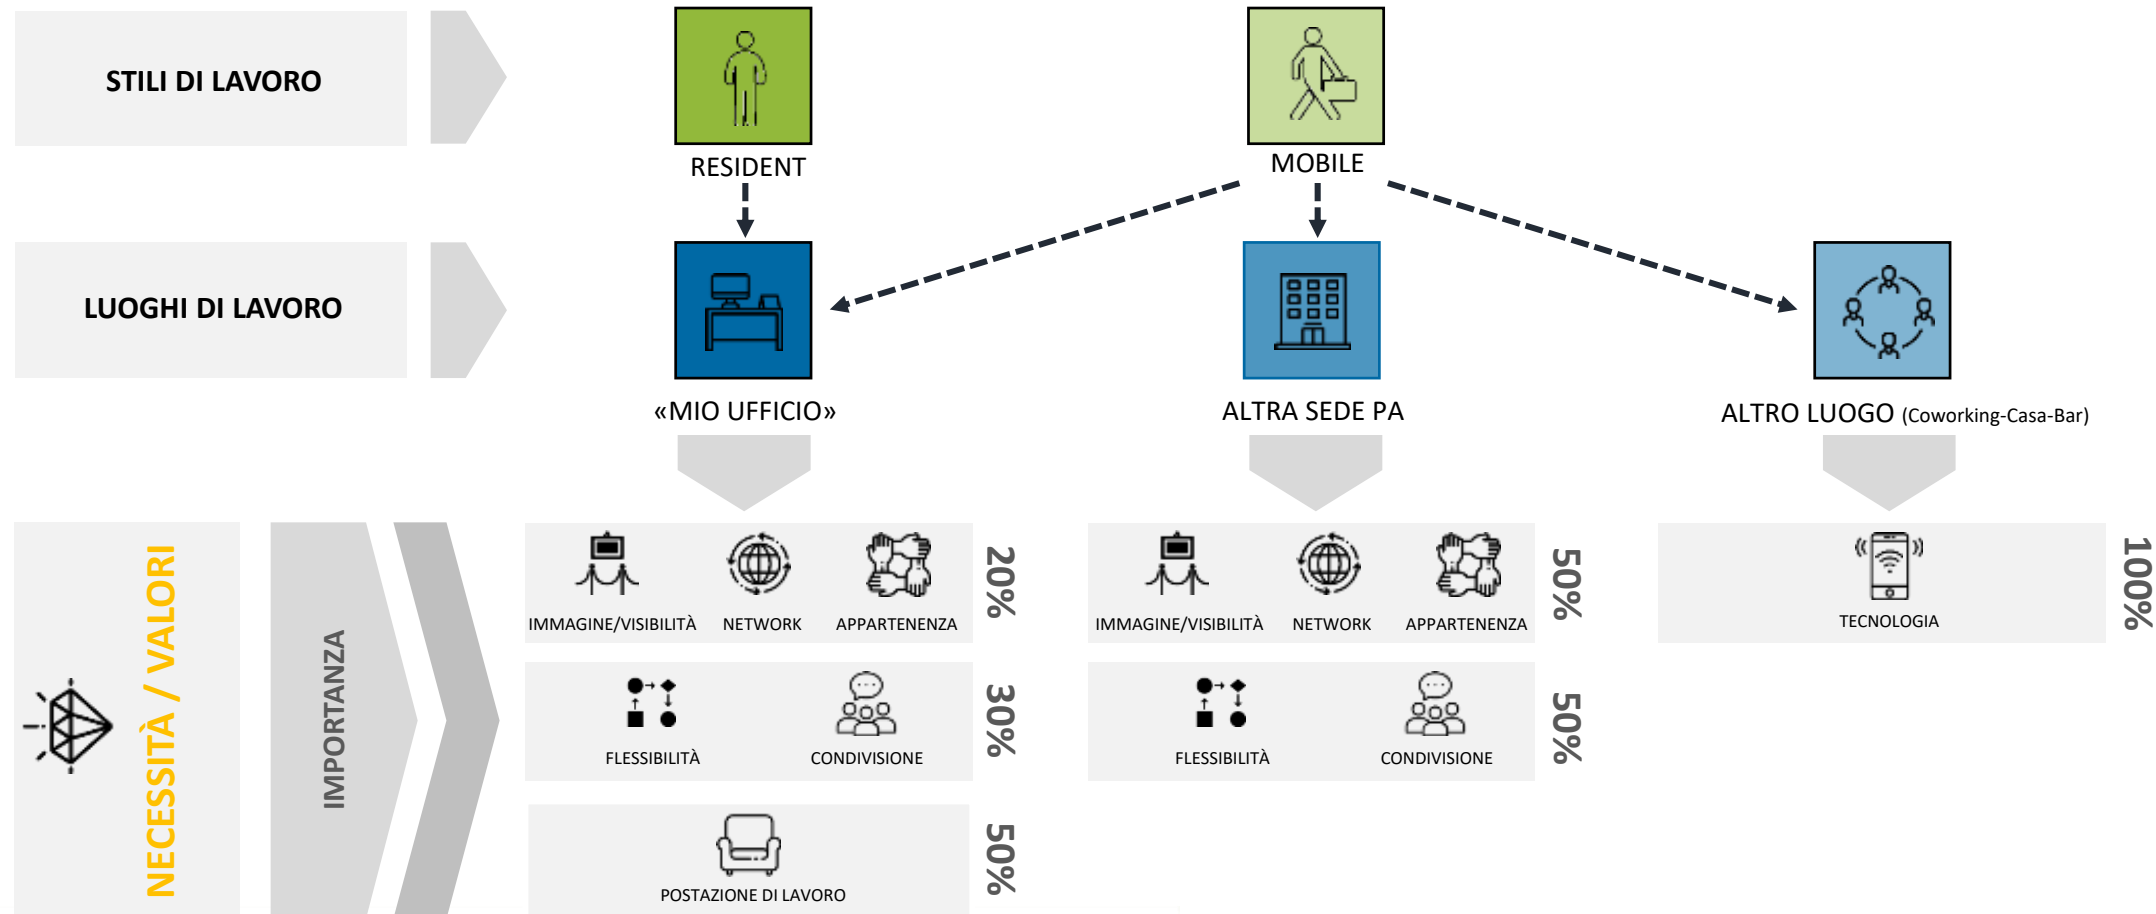 STILI DI LAVORO
RESIDENT
MOBILE
LUOGHI DI LAVORO
«MIO UFFICIO»
ALTRA SEDE PA
ALTRO LUOGO (Coworking-Casa-Bar)
NECESSITÀ / VALORI
IMPORTANZA
IMMAGINE/VISIBILITÀ
NETWORK
APPARTENENZA
20%
FLESSIBILITÀ
CONDIVISIONE
30%
POSTAZIONE DI LAVORO
50%
IMMAGINE/VISIBILITÀ
NETWORK
APPARTENENZA
50%
FLESSIBILITÀ
CONDIVISIONE
50%
TECNOLOGIA
100%